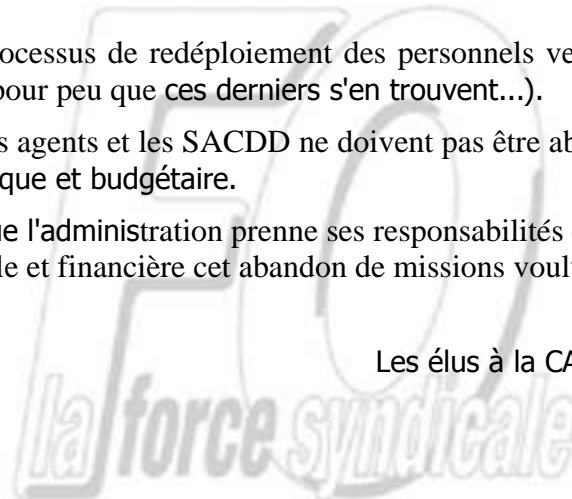 ocessus de redéploiement des personnels ve
pour peu que ces derniers s'en trouvent...).
s agents et les SACDD ne doivent pas être ab
que et budgétaire.
ue l'administration prenne ses responsabilités
le et financière cet abandon de missions voul
Les élus à la CA
FO
la force syndicale